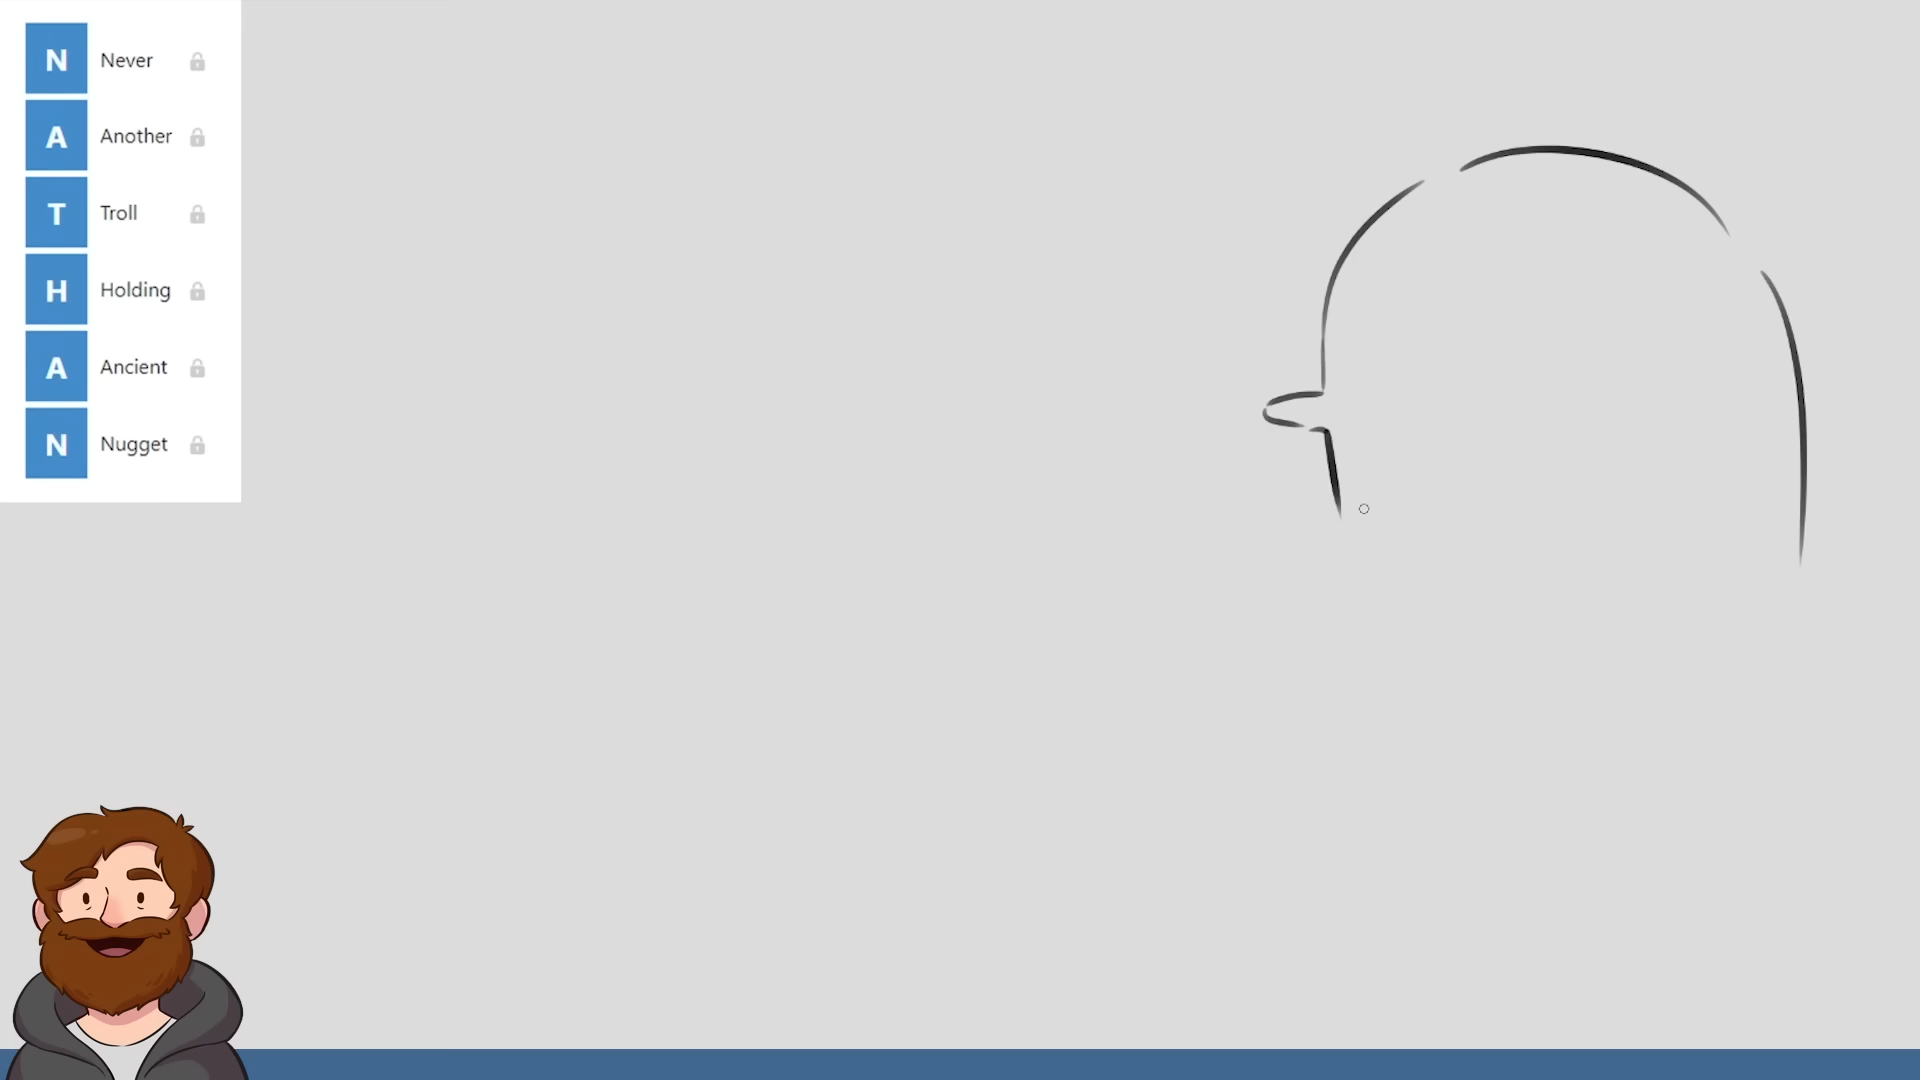 N Never
A Another
T Troll
H Holding
A Ancient
N Nugget